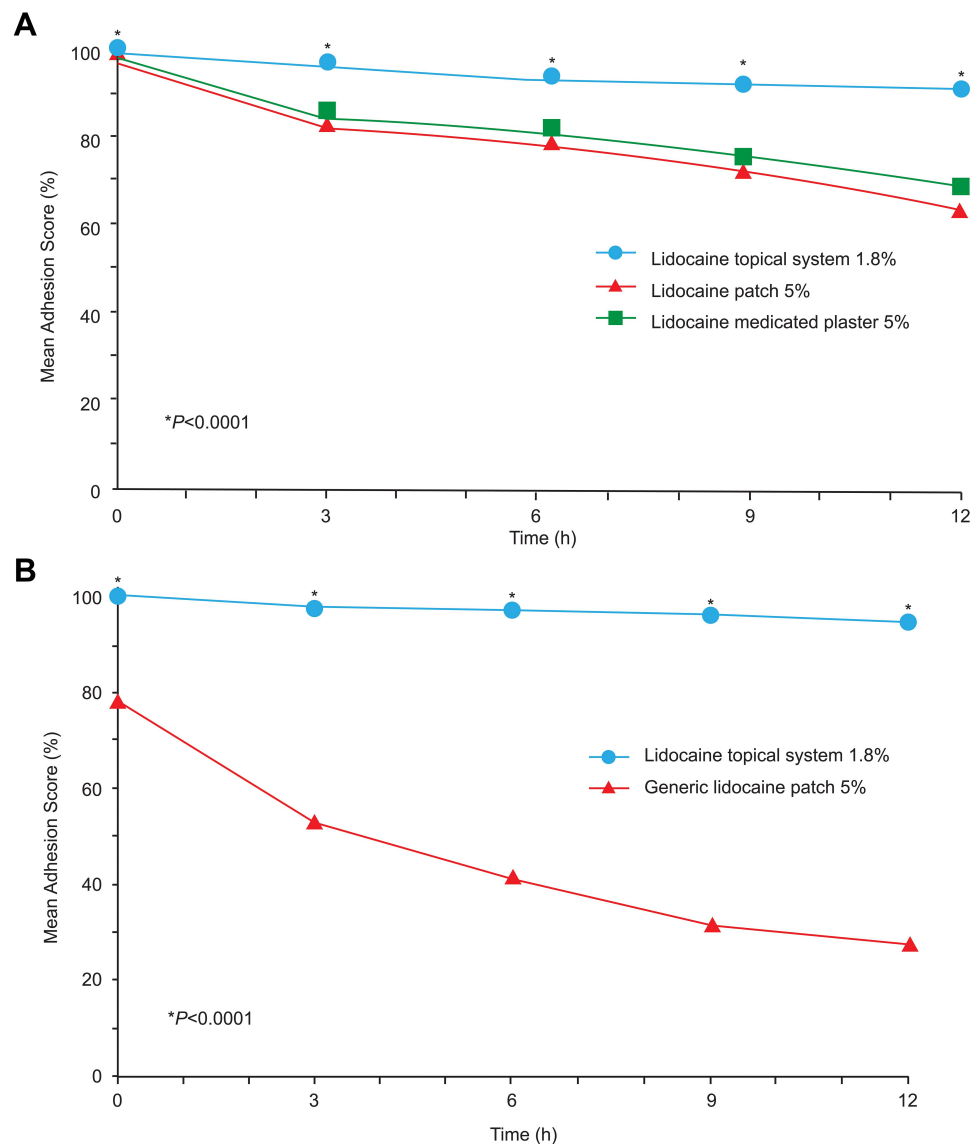 A
*
*
*
*
*
100
80
60
40
20
0
Mean Adhesion Score (%)
Lidocaine topical system 1.8%
Lidocaine patch 5%
Lidocaine medicated plaster 5%
*P<0.0001
0 3 6 9 12
Time (h)
B
*
*
*
*
*
100
80
60
40
20
0
Mean Adhesion Score (%)
Lidocaine topical system 1.8%
Generic lidocaine patch 5%
*P<0.0001
0 3 6 9 12
Time (h)